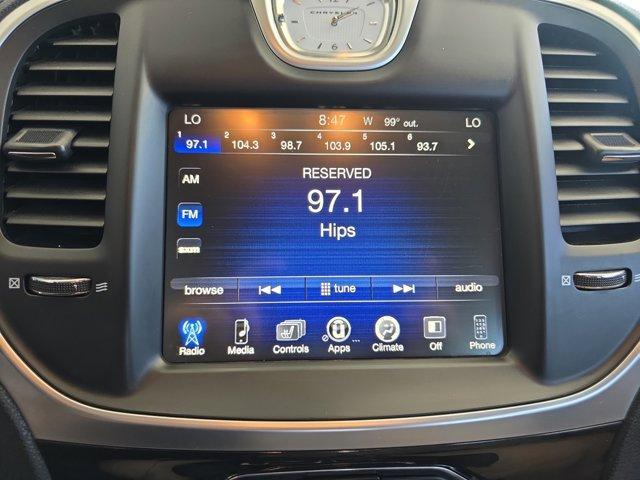 CHRYSLER
LO 8:47 W 99° out. LO
1 97.1 2 104.3 3 98.7 4 103.9 5 105.1 6 93.7
RESERVED
AM
97.1
FM
Hips
browse tune audio
Radio Media Controls Apps Climate Off Phone